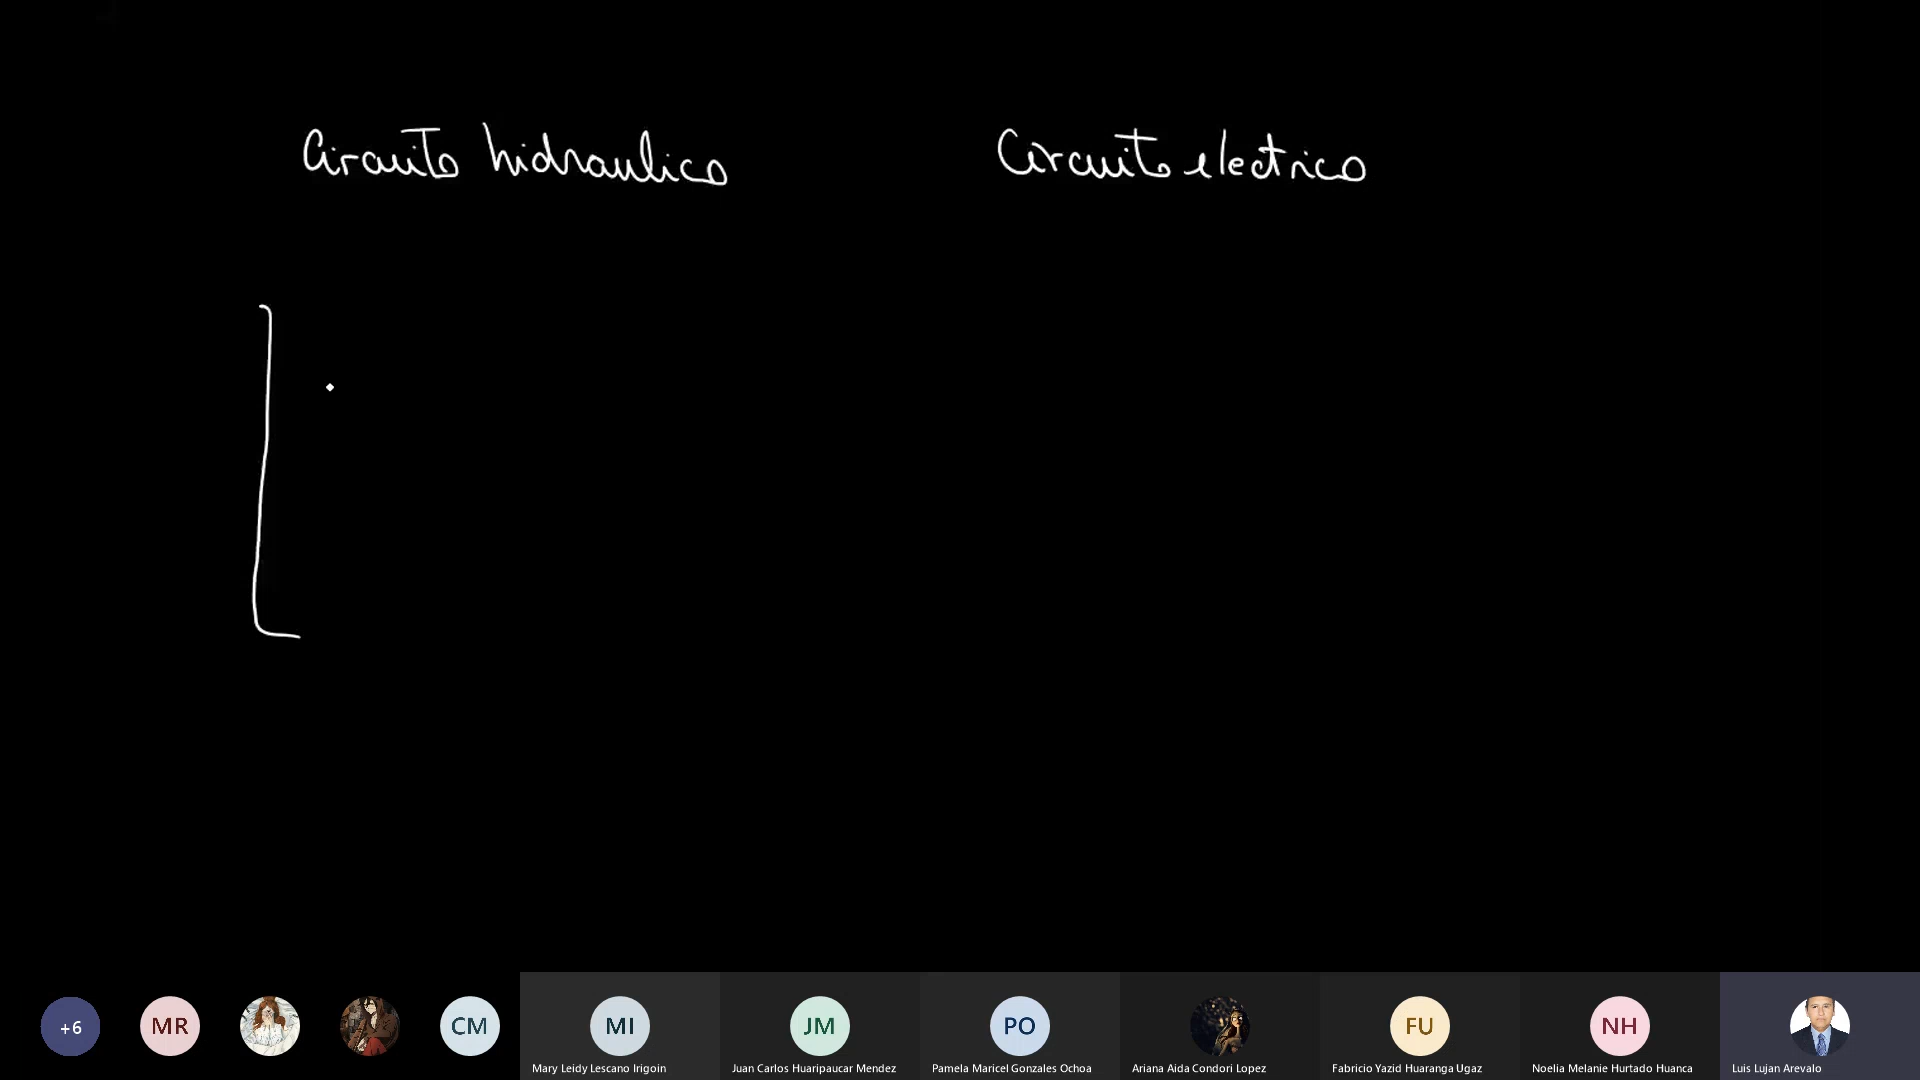 Circuito hidraulico
Circuito electrico
+6
MR
CM
MI
JM
PO
FU
NH
Mary Leidy Lescano Irigoin
Juan Carlos Huaripaucar Mendez
Pamela Maricel Gonzales Ochoa
Ariana Aida Condori Lopez
Fabricio Yazid Huaranga Ugaz
Noelia Melanie Hurtado Huanca
Luis Lujan Arevalo